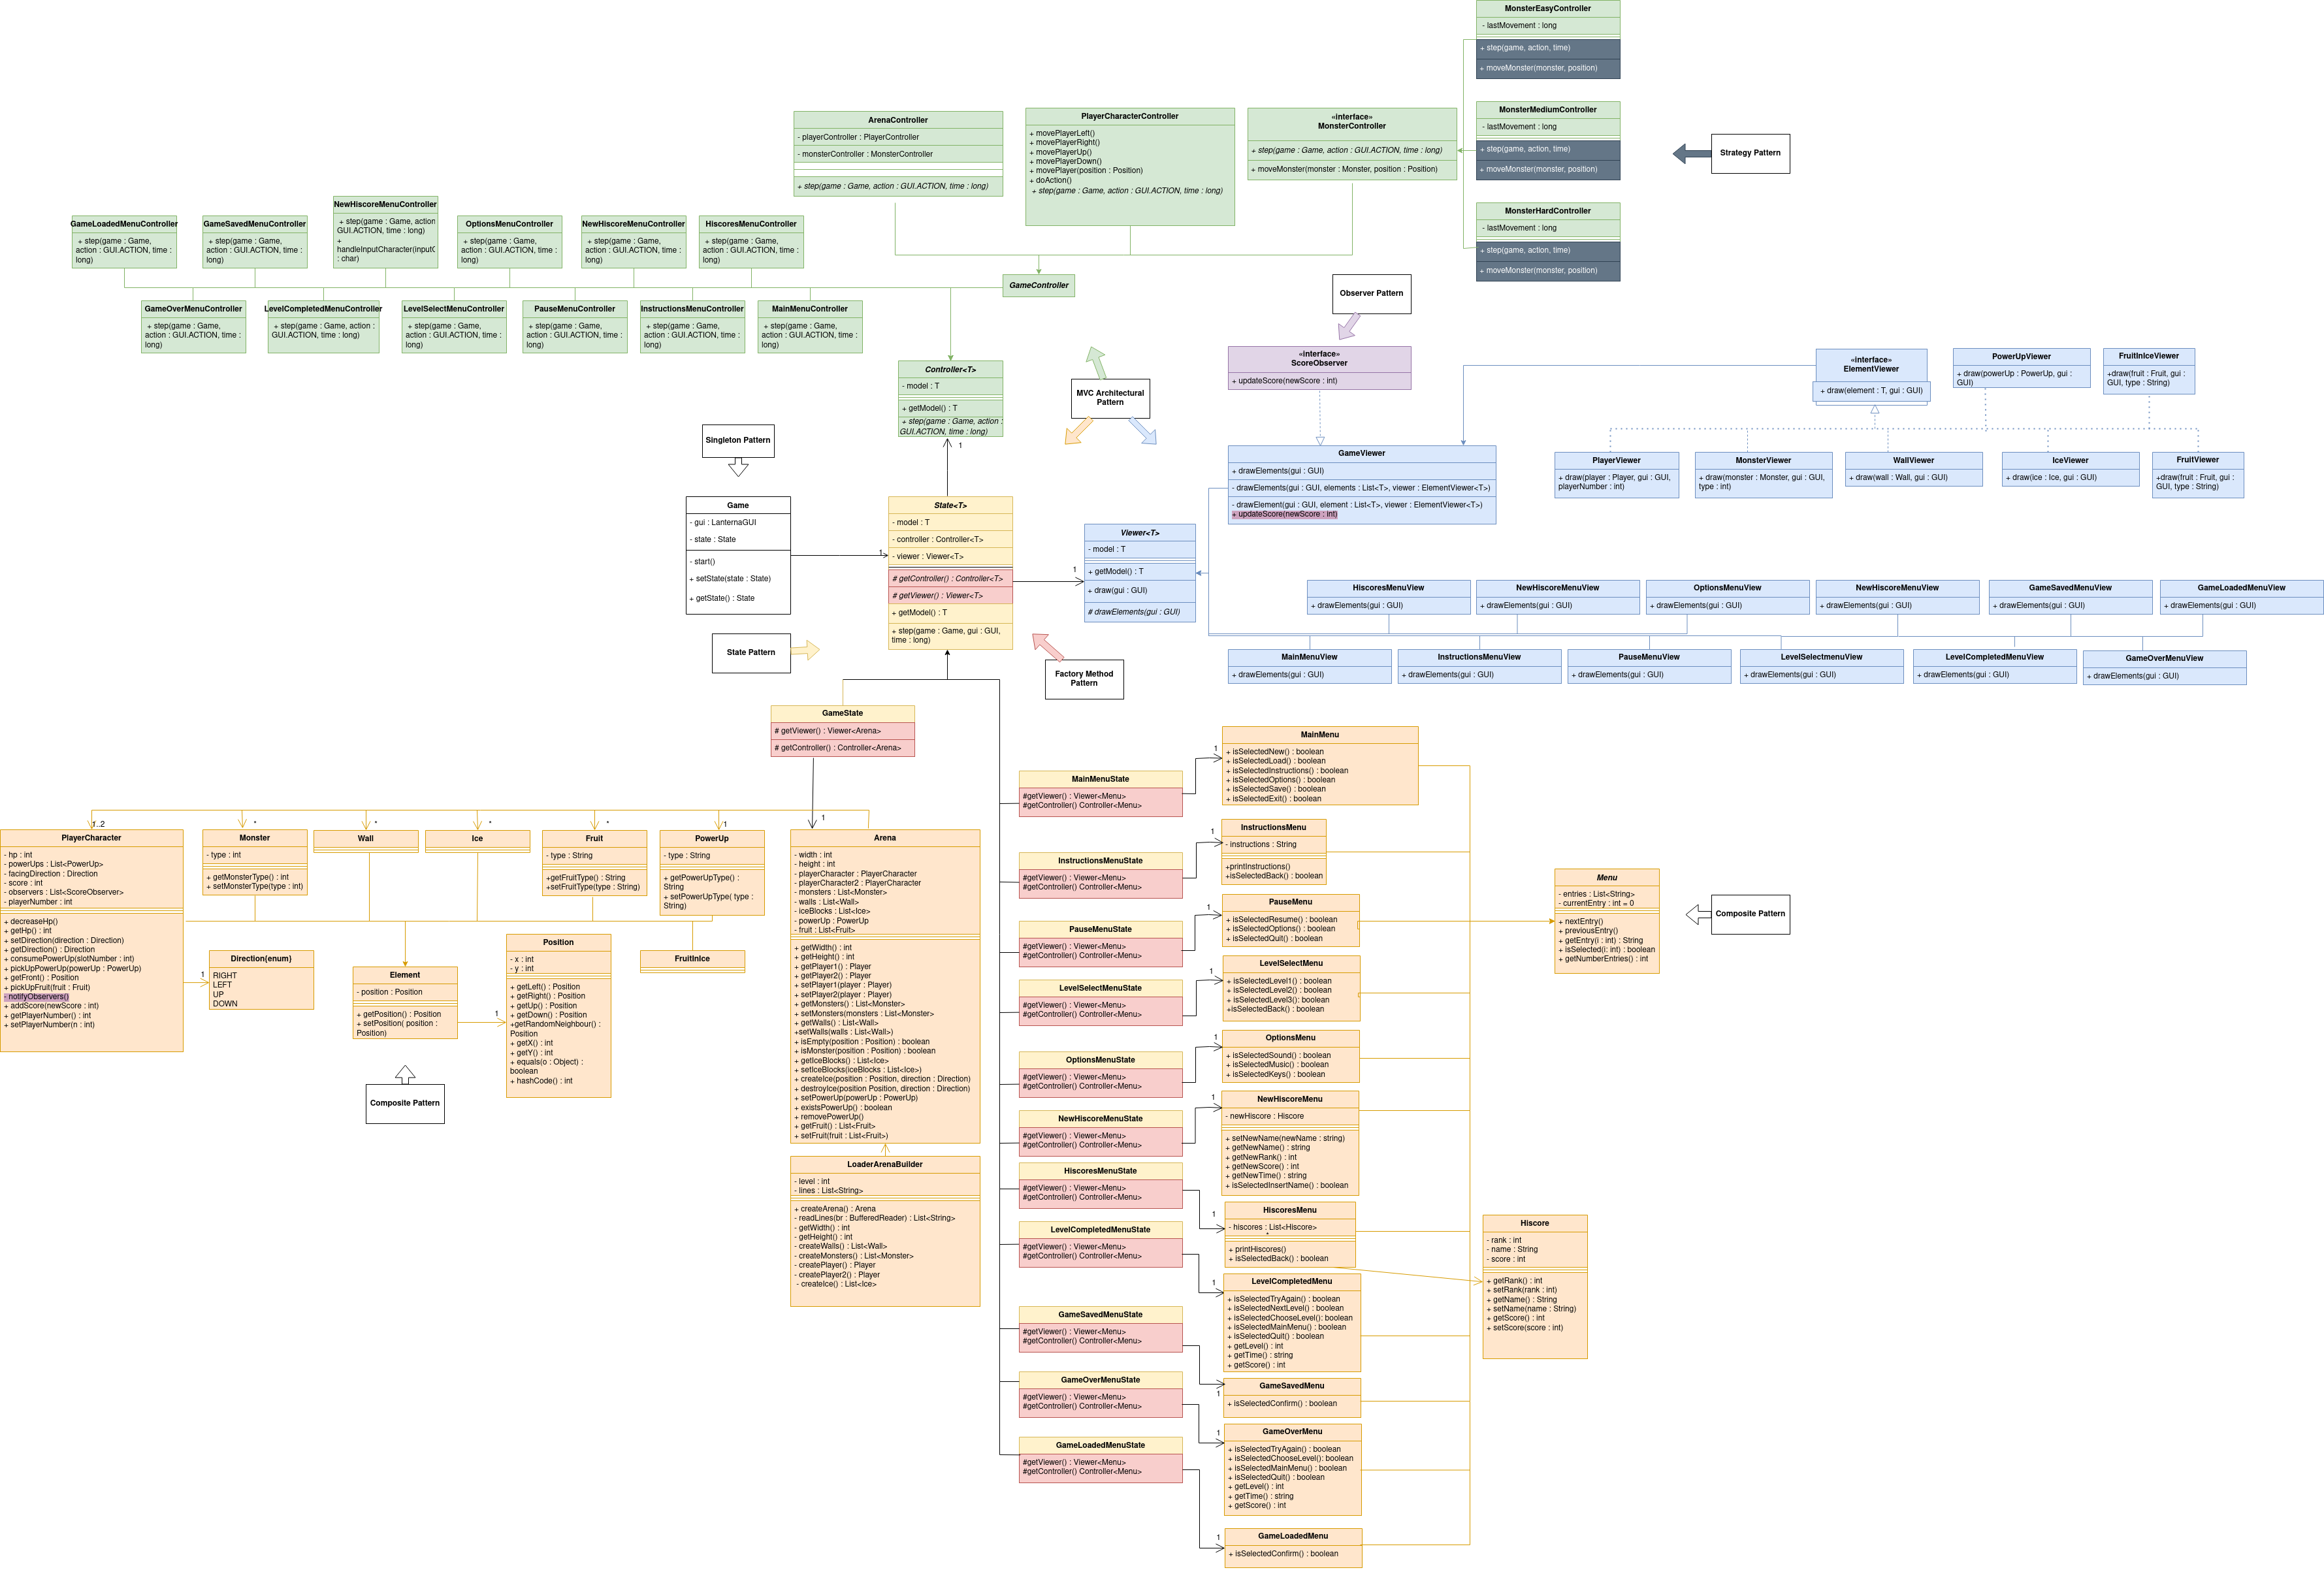 MonsterEasyController
- lastMovement : long
+ step(game, action, time)
+ moveMonster(monster, position)
MonsterMediumController
- lastMovement : long
+ step(game, action, time)
+ moveMonster(monster, position)
MonsterHardController
- lastMovement : long
+ step(game, action, time)
+ moveMonster(monster, position)
Strategy Pattern
ArenaController
- playerController : PlayerController
- monsterController : MonsterController
+ step(game : Game, action : GUI.ACTION, time : long)
PlayerCharacterController
+ movePlayerLeft()
+ movePlayerRight()
+ movePlayerUp()
+ movePlayerDown()
+ movePlayer(position : Position)
+ doAction()
+ step(game : Game, action : GUI.ACTION, time : long)
«interface»
MonsterController
+ step(game : Game, action : GUI.ACTION, time : long)
+ moveMonster(monster : Monster, position : Position)
GameLoadedMenuController
+ step(game : Game,
action : GUI.ACTION, time :
long)
GameSavedMenuController
+ step(game : Game,
action : GUI.ACTION, time :
long)
NewHiscoreMenuController
+ step(game : Game, action
GUI.ACTION, time : long)
+
handleInputCharacter(input(
: char)
OptionsMenuController
+ step(game : Game,
action : GUI.ACTION, time :
long)
NewHiscoreMenuController
+ step(game : Game,
action : GUI.ACTION, time :
long)
HiscoresMenuController
+ step(game : Game,
action : GUI.ACTION, time :
long)
GameController
GameOverMenuController
+ step(game : Game,
action : GUI.ACTION, time :
long)
LevelCompletedMenuController
+ step(game : Game, action :
GUI.ACTION, time : long)
LevelSelectMenuController
+ step(game : Game,
action : GUI.ACTION, time :
long)
PauseMenuController
+ step(game : Game,
action : GUI.ACTION, time :
long)
InstructionsMenuController
+ step(game : Game,
action : GUI.ACTION, time :
long)
MainMenuController
+ step(game : Game,
action : GUI.ACTION, time :
long)
Observer Pattern
Controller<T>
- model : T
+ getModel() : T
+ step(game : Game, action :
GUI.ACTION, time : long)
1
MVC Architectural
Pattern
«interface»
ScoreObserver
+ updateScore(newScore : int)
«interface»
ElementViewer
+ draw(element : T, gui : GUI)
PowerUpViewer
+ draw(powerUp : PowerUp, gui :
GUI)
FruitInIceViewer
+draw(fruit : Fruit, gui :
GUI, type : String)
Singleton Pattern
GameViewer
+ drawElements(gui : GUI)
- drawElements(gui : GUI, elements : List<T>, viewer : ElementViewer<T>)
- drawElement(gui : GUI, element : List<T>, viewer : ElementViewer<T>)
+ updateScore(newScore : int)
PlayerViewer
+ draw(player : Player, gui : GUI,
playerNumber : int)
MonsterViewer
+ draw(monster : Monster, gui : GUI,
type : int)
WallViewer
+ draw(wall : Wall, gui : GUI)
IceViewer
+ draw(ice : Ice, gui : GUI)
FruitViewer
+draw(fruit : Fruit, gui :
GUI, type : String)
Game
- gui : LanternaGUI
- state : State
- start()
+ setState(state : State)
+ getState() : State
1
State<T>
- model : T
- controller : Controller<T>
- viewer : Viewer<T>
# getController() : Controller<T>
# getViewer() : Viewer<T>
+ getModel() : T
+ step(game : Game, gui : GUI,
time : long)
1
Viewer<T>
- model : T
+ getModel() : T
+ draw(gui : GUI)
# drawElements(gui : GUI)
HiscoresMenuView
+ drawElements(gui : GUI)
NewHiscoreMenuView
+ drawElements(gui : GUI)
OptionsMenuView
+ drawElements(gui : GUI)
NewHiscoreMenuView
+ drawElements(gui : GUI)
GameSavedMenuView
+ drawElements(gui : GUI)
GameLoadedMenuView
+ drawElements(gui : GUI)
State Pattern
Factory Method
Pattern
MainMenuView
+ drawElements(gui : GUI)
InstructionsMenuView
+ drawElements(gui : GUI)
PauseMenuView
+ drawElements(gui : GUI)
LevelSelectmenuView
+ drawElements(gui : GUI)
LevelCompletedMenuView
+ drawElements(gui : GUI)
GameOverMenuView
+ drawElements(gui : GUI)
GameState
# getViewer() : Viewer<Arena>
# getController() : Controller<Arena>
1..2
*
*
*
*
1
1
PlayerCharacter
- hp : int
- powerUps : List<PowerUp>
- facingDirection : Direction
- score : int
- observers : List<ScoreObserver>
- playerNumber : int
+ decreaseHp()
+ getHp() : int
+ setDirection(direction : Direction)
+ getDirection() : Direction
+ consumePowerUp(slotNumber : int)
+ pickUpPowerUp(powerUp : PowerUp)
+ getFront() : Position
+ pickUpFruit(fruit : Fruit)
- notifyObservers()
+ addScore(newScore : int)
+ getPlayerNumber() : int
+ setPlayerNumber(n : int)
Monster
- type : int
+ getMonsterType() : int
+ setMonsterType(type : int)
Wall
Ice
Fruit
- type : String
+getFruitType() : String
+setFruitType(type : String)
PowerUp
- type : String
+ getPowerUpType() :
String
+ setPowerUpType( type :
String)
1
Direction(enum)
RIGHT
LEFT
UP
DOWN
Element
- position : Position
+ getPosition() : Position
+ setPosition( position :
Position)
1
Position
- x : int
- y : int
+ getLeft() : Position
+ getRight() : Position
+ getUp() : Position
+ getDown() : Position
+getRandomNeighbour() :
Position
+ getX() : int
+ getY() : int
+ equals(o : Object) :
boolean
+ hashCode() : int
FruitInIce
Composite Pattern
Arena
- width : int
- height : int
- playerCharacter : PlayerCharacter
- playerCharacter2 : PlayerCharacter
- monsters : List<Monster>
- walls : List<Wall>
- iceBlocks : List<Ice>
- powerUp : PowerUp
- fruit : List<Fruit>
+ getWidth() : int
+ getHeight() : int
+ getPlayer1() : Player
+ getPlayer2() : Player
+ setPlayer1(player : Player)
+ setPlayer2(player : Player)
+ getMonsters() : List<Monster>
+ setMonsters(monsters : List<Monster>
+ getWalls() : List<Wall>
+setWalls(walls : List<Wall>)
+ isEmpty(position : Position) : boolean
+ isMonster(position : Position) : boolean
+ getIceBlocks() : List<Ice>
+ setIceBlocks(iceBlocks : List<Ice>)
+ createIce(position : Position, direction : Direction)
+ destroyIce(position Position, direction : Direction)
+ setPowerUp(powerUp : PowerUp)
+ existsPowerUp() : boolean
+ removePowerUp()
+ getFruit() : List<Fruit>
+ setFruit(fruit : List<Fruit>)
LoaderArenaBuilder
- level : int
- lines : List<String>
+ createArena() : Arena
- readLines(br : BufferedReader) : List<String>
- getWidth() : int
- getHeight() : int
- createWalls() : List<Wall>
- createMonsters() : List<Monster>
- createPlayer() : Player
- createPlayer2() : Player
- createIce() : List<Ice>
MainMenuState
#getViewer() : Viewer<Menu>
#getController() Controller<Menu>
1
MainMenu
+ isSelectedNew() : boolean
+ isSelectedLoad() : boolean
+ isSelectedInstructions() : boolean
+ isSelectedOptions() : boolean
+ isSelectedSave() : boolean
+ isSelectedExit() : boolean
InstructionsMenuState
#getViewer() : Viewer<Menu>
#getController() Controller<Menu>
1
InstructionsMenu
- instructions : String
+printInstructions()
+isSelectedBack() : boolean
PauseMenuState
#getViewer() : Viewer<Menu>
#getController() Controller<Menu>
1
PauseMenu
+ isSelectedResume() : boolean
+ isSelectedOptions() : boolean
+ isSelectedQuit() : boolean
Menu
- entries : List<String>
- currentEntry : int = 0
+ nextEntry()
+ previousEntry()
+ getEntry(i : int) : String
+ isSelected(i: int) : boolean
+ getNumberEntries() : int
Composite Pattern
LevelSelectMenuState
#getViewer() : Viewer<Menu>
#getController() Controller<Menu>
1
LevelSelectMenu
+ isSelectedLevel1() : boolean
+ isSelectedLevel2() : boolean
+ isSelectedLevel3(): boolean
+isSelectedBack() : boolean
OptionsMenuState
#getViewer() : Viewer<Menu>
#getController() Controller<Menu>
1
OptionsMenu
+ isSelectedSound() : boolean
+ isSelectedMusic() : boolean
+ isSelectedKeys() : boolean
NewHiscoreMenuState
#getViewer() : Viewer<Menu>
#getController() Controller<Menu>
1
NewHiscoreMenu
- newHiscore : Hiscore
+ setNewName(newName : string)
+ getNewName() : string
+ getNewRank() : int
+ getNewScore() : int
+ getNewTime() : string
+ isSelectedInsertName() : boolean
HiscoresMenuState
#getViewer() : Viewer<Menu>
#getController() Controller<Menu>
1
HiscoresMenu
- hiscores : List<Hiscore>
*
+ printHiscores()
+ isSelectedBack() : boolean
Hiscore
- rank : int
- name : String
- score : int
+ getRank() : int
+ setRank(rank : int)
+ getName() : String
+ setName(name : String)
+ getScore() : int
+ setScore(score : int)
LevelCompletedMenuState
#getViewer() : Viewer<Menu>
#getController() Controller<Menu>
1
LevelCompletedMenu
+ isSelectedTryAgain() : boolean
+ isSelectedNextLevel() : boolean
+ isSelectedChooseLevel(): boolean
+ isSelectedMainMenu() : boolean
+ isSelectedQuit() : boolean
+ getLevel() : int
+ getTime() : string
+ getScore() : int
GameSavedMenuState
#getViewer() : Viewer<Menu>
#getController() Controller<Menu>
1
GameSavedMenu
+ isSelectedConfirm() : boolean
GameOverMenuState
#getViewer() : Viewer<Menu>
#getController() Controller<Menu>
1
GameOverMenu
+ isSelectedTryAgain() : boolean
+ isSelectedChooseLevel(): boolean
+ isSelectedMainMenu() : boolean
+ isSelectedQuit() : boolean
+ getLevel() : int
+ getTime() : string
+ getScore() : int
GameLoadedMenuState
#getViewer() : Viewer<Menu>
#getController() Controller<Menu>
1
GameLoadedMenu
+ isSelectedConfirm() : boolean